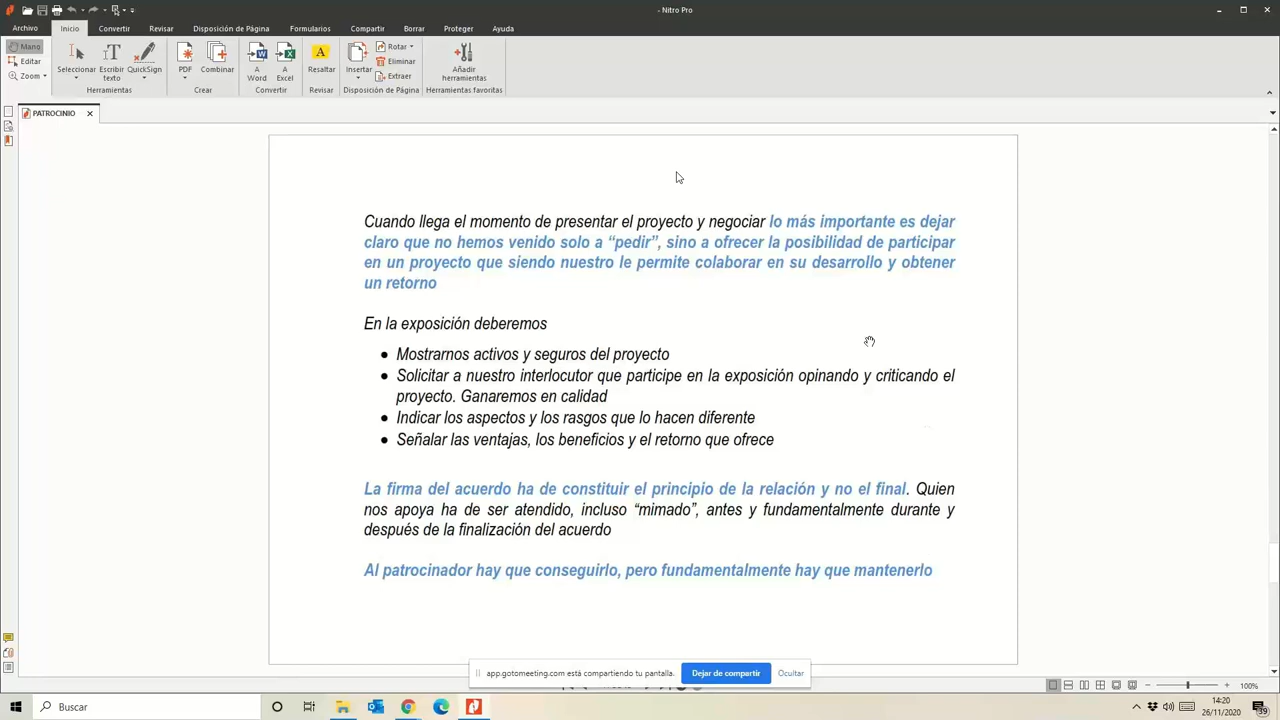 - Nitro Pro
Archivo Inicio Convertir Revisar Disposición de Página Formularios Compartir Borrar Proteger Ayuda
Mano
Editar
Zoom
Seleccionar
Escribir texto
QuickSign
Herramientas
PDF
Combinar
Crear
A Word
A Excel
Convertir
Resaltar
Revisar
Insertar
Rotar
Eliminar
Extraer
Disposición de Página
Añadir herramientas
Herramientas favoritas
PATROCINIO
Cuando llega el momento de presentar el proyecto y negociar lo más importante es dejar
claro que no hemos venido solo a “pedir”, sino a ofrecer la posibilidad de participar
en un proyecto que siendo nuestro le permite colaborar en su desarrollo y obtener
un retorno
En la exposición deberemos
• Mostrarnos activos y seguros del proyecto
• Solicitar a nuestro interlocutor que participe en la exposición opinando y criticando el
proyecto. Ganaremos en calidad
• Indicar los aspectos y los rasgos que lo hacen diferente
• Señalar las ventajas, los beneficios y el retorno que ofrece
La firma del acuerdo ha de constituir el principio de la relación y no el final. Quien
nos apoya ha de ser atendido, incluso “mimado”, antes y fundamentalmente durante y
después de la finalización del acuerdo
Al patrocinador hay que conseguirlo, pero fundamentalmente hay que mantenerlo
app.gotomeeting.com está compartiendo tu pantalla. Dejar de compartir Ocultar
100%
Buscar
14:20
26/11/2020
39